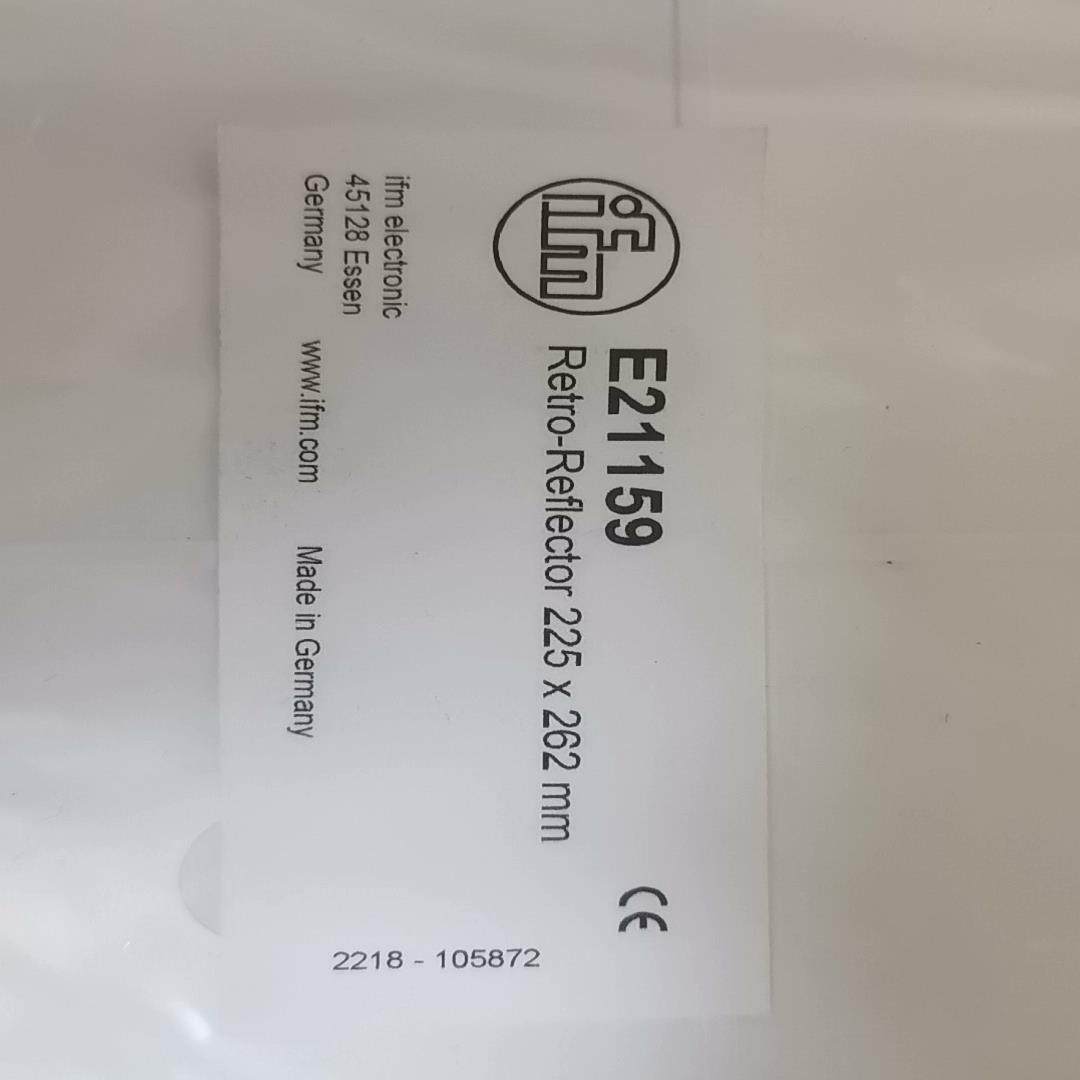 ifm
E21159
Retro-Reflector 225 x 262 mm
CE
ifm electronic
45128 Essen
Germany www.ifm.com Made in Germany
2218 - 105872